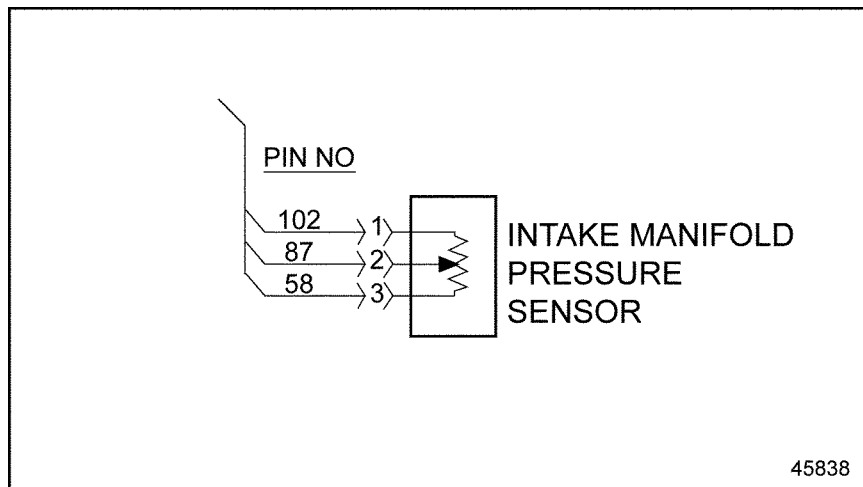 PIN NO
102 1
87 2
58 3
INTAKE MANIFOLD
PRESSURE
SENSOR
45838